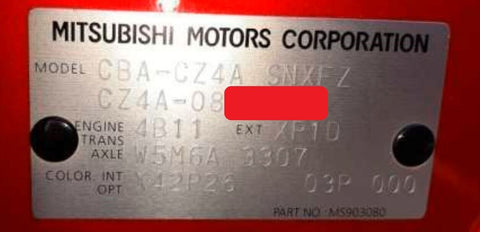 MITSUBISHI MOTORS CORPORATION
MODEL CBA-CZ4A SNXFZ
CZ4A-08
ENGINE 4B11 EXT XP1D
TRANS
AXLE W5M6A 3307
COLOR. INT X42P26 03P 000
OPT
PART NO : MS903080